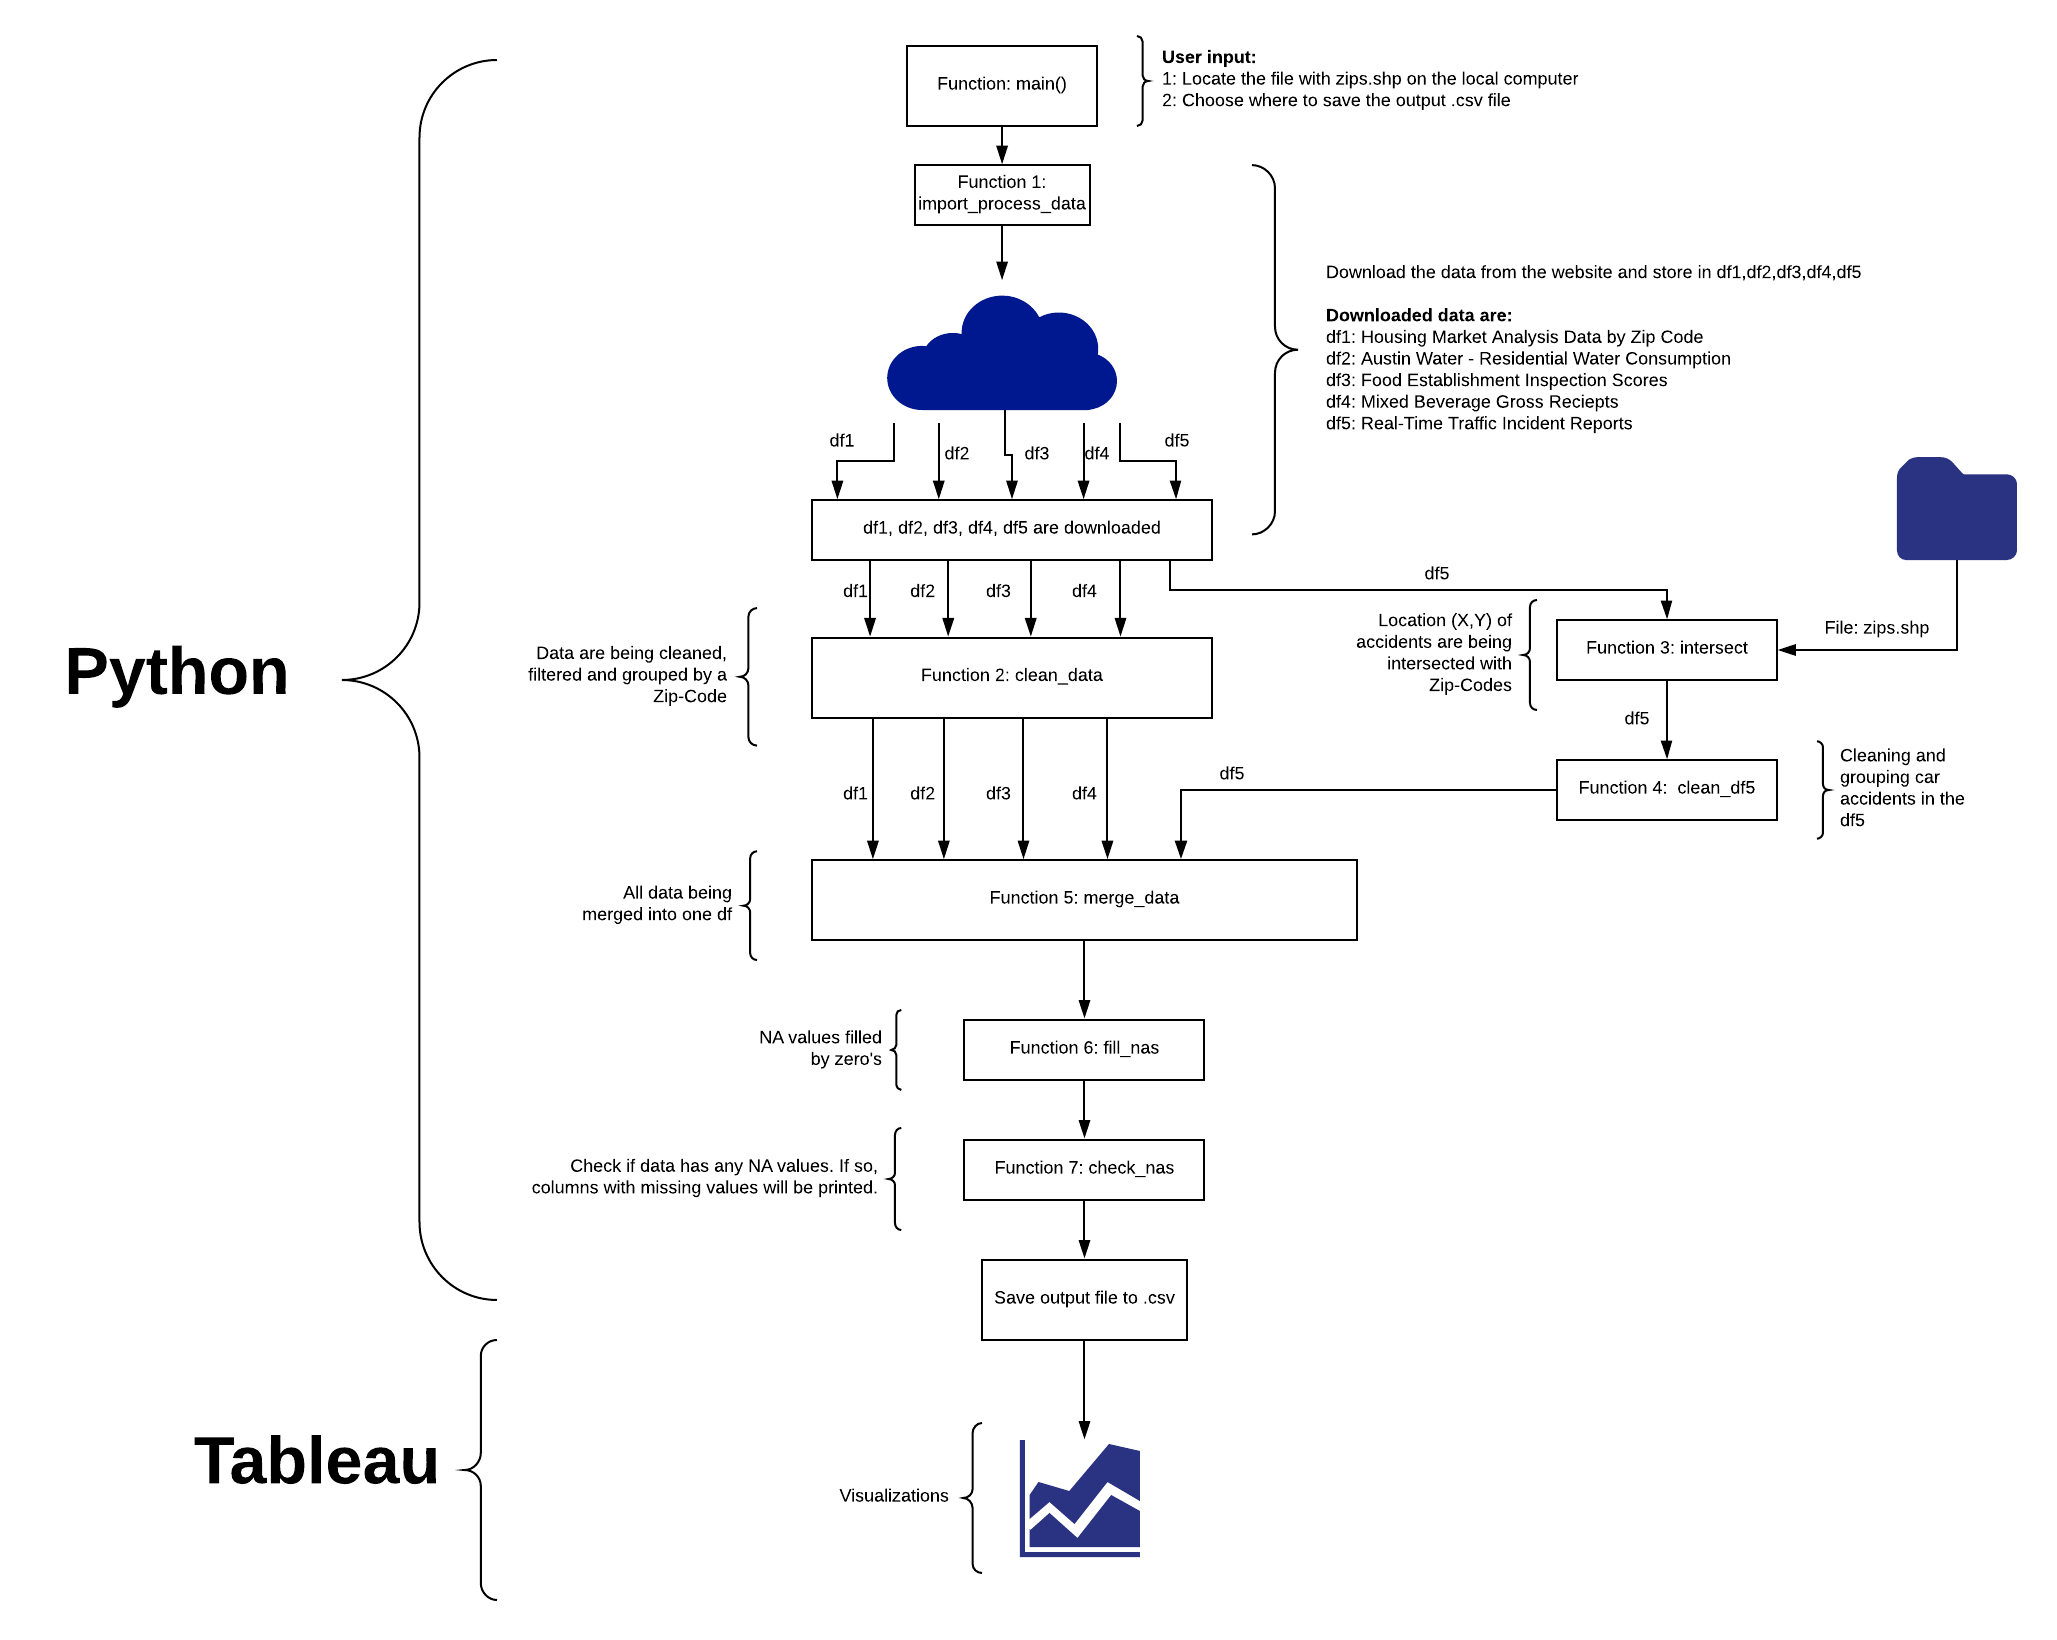 Function: main()
User input:
1: Locate the file with zips.shp on the local computer
2: Choose where to save the output .csv file
Function 1:
import_process_data
Download the data from the website and store in df1,df2,df3,df4,df5
Downloaded data are:
df1: Housing Market Analysis Data by Zip Code
df2: Austin Water - Residential Water Consumption
df3: Food Establishment Inspection Scores
df4: Mixed Beverage Gross Reciepts
df5: Real-Time Traffic Incident Reports
df1
df2
df3
df4
df5
df1, df2, df3, df4, df5 are downloaded
df1
df2
df3
df4
df5
File: zips.shp
Location (X,Y) of
accidents are being
intersected with
Zip-Codes
Function 3: intersect
Python
Data are being cleaned,
filtered and grouped by a
Zip-Code
Function 2: clean_data
df5
df1
df2
df3
df4
df5
Function 4:  clean_df5
Cleaning and
grouping car
accidents in the
df5
All data being
merged into one df
Function 5: merge_data
NA values filled
by zero's
Function 6: fill_nas
Check if data has any NA values. If so,
columns with missing values will be printed.
Function 7: check_nas
Save output file to .csv
Tableau
Visualizations